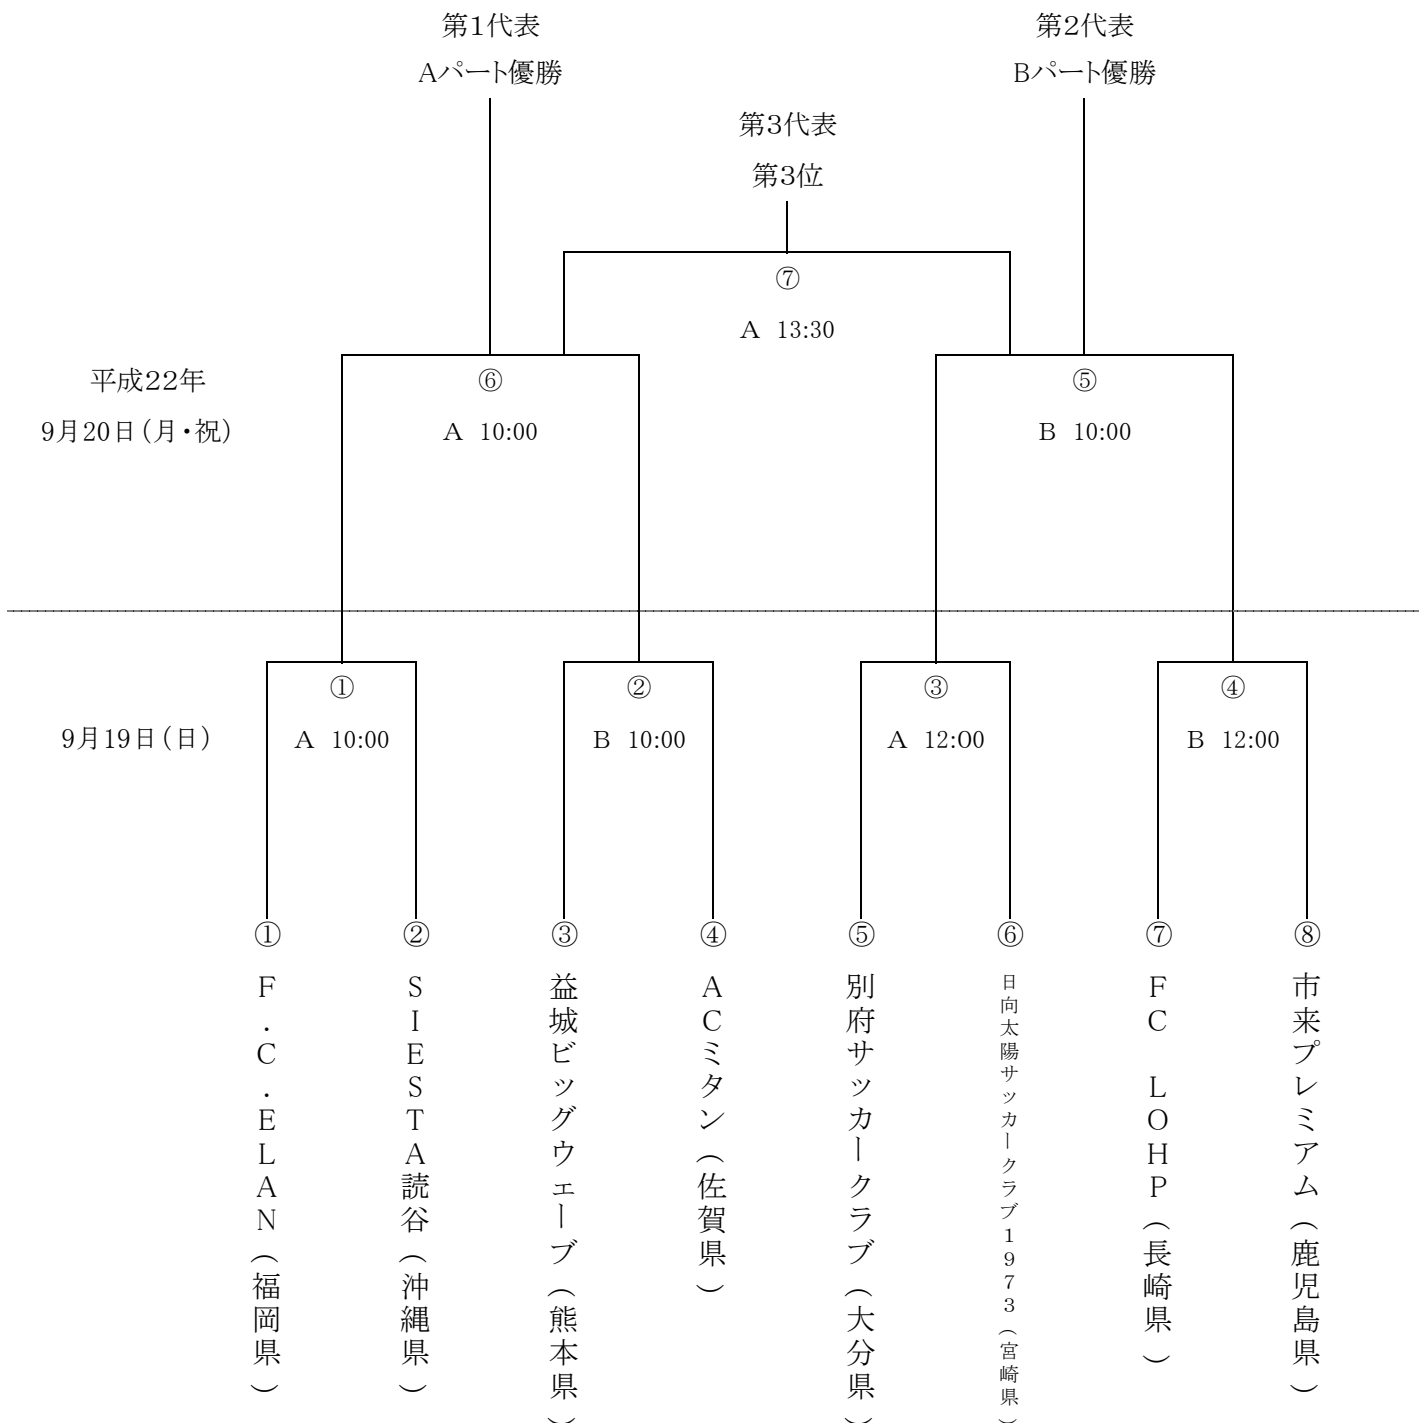 第1代表
第2代表
Aパート優勝
Bパート優勝
第3代表
第3位
⑦
A 13:30
平成22年
⑥
⑤
9月20日（月・祝）
A 10:00
B 10:00
①
②
③
④
9月19日（日）
A 10:00
B 10:00
A 12:00
B 12:00
①
②
③
④
⑤
⑥
⑦
⑧
F.C.ELAN（福岡県）
SIESTA読谷（沖縄県）
益城ビッグウェーブ（熊本県）
ACミタン（佐賀県）
別府サッカークラブ（大分県）
日向太陽サッカークラブ1973（宮崎県）
FC LOHP（長崎県）
市来プレミアム（鹿児島県）